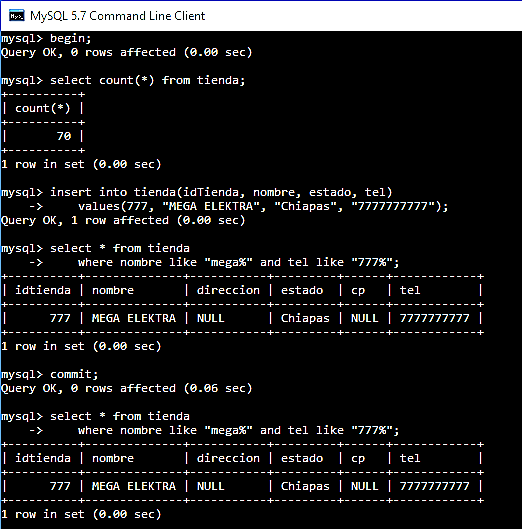 MySQL 5.7 Command Line Client
mysql> begin;
Query OK, 0 rows affected (0.00 sec)
mysql> select count(*) from tienda;
+----------+
| count(*) |
+----------+
|       70 |
+----------+
1 row in set (0.00 sec)
mysql> insert into tienda(idTienda, nombre, estado, tel)
    ->     values(777, "MEGA ELEKTRA", "Chiapas", "7777777777");
Query OK, 1 row affected (0.00 sec)
mysql> select * from tienda
    ->     where nombre like "mega%" and tel like "777%";
+----------+--------------+-----------+---------+------+------------+
| idtienda | nombre       | direccion | estado  | cp   | tel        |
+----------+--------------+-----------+---------+------+------------+
|      777 | MEGA ELEKTRA | NULL      | Chiapas | NULL | 7777777777 |
+----------+--------------+-----------+---------+------+------------+
1 row in set (0.00 sec)
mysql> commit;
Query OK, 0 rows affected (0.06 sec)
mysql> select * from tienda
    ->     where nombre like "mega%" and tel like "777%";
+----------+--------------+-----------+---------+------+------------+
| idtienda | nombre       | direccion | estado  | cp   | tel        |
+----------+--------------+-----------+---------+------+------------+
|      777 | MEGA ELEKTRA | NULL      | Chiapas | NULL | 7777777777 |
+----------+--------------+-----------+---------+------+------------+
1 row in set (0.00 sec)